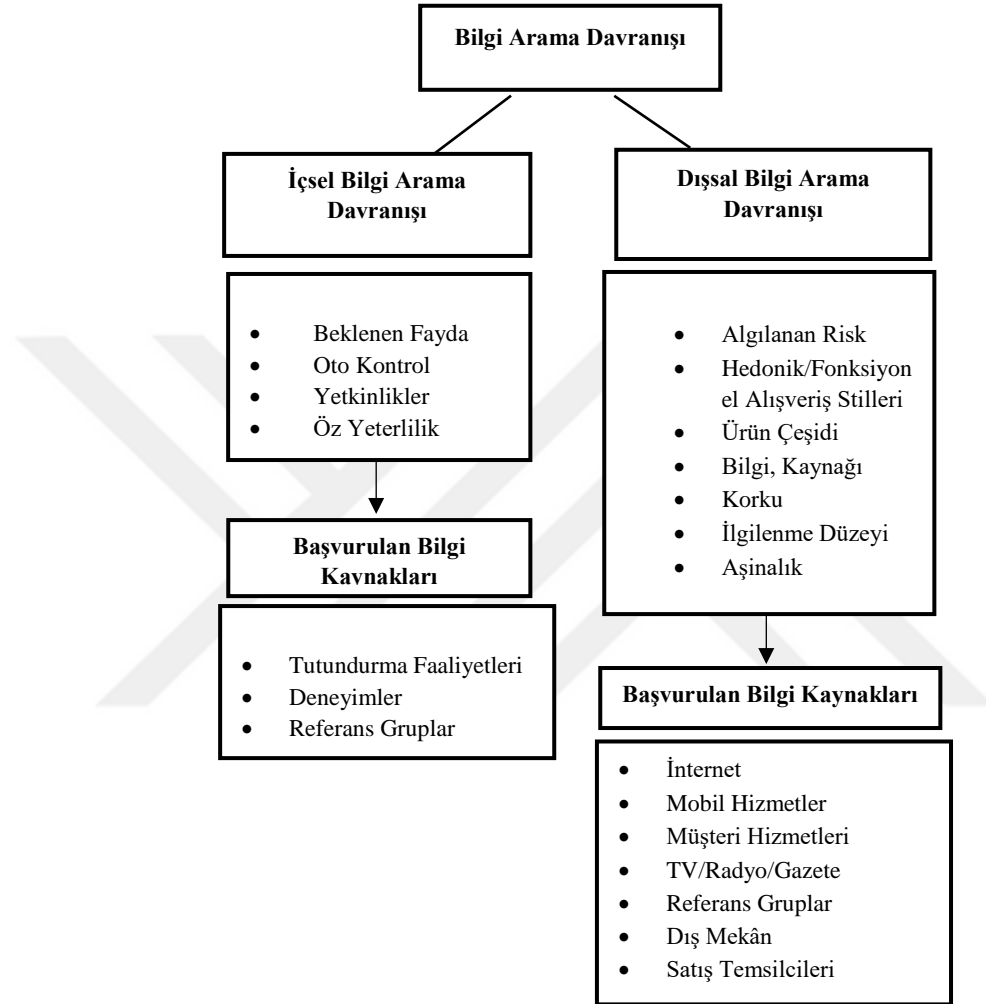 Bilgi Arama Davranışı
İçsel Bilgi Arama
Davranışı
Beklenen Fayda
Oto Kontrol
Yetkinlikler
Öz Yeterlilik
Başvurulan Bilgi
Kaynakları
Tutundurma Faaliyetleri
Deneyimler
Referans Gruplar
Dışsal Bilgi Arama
Davranışı
Algılanan Risk
Hedonik/Fonksiyon
el Alışveriş Stilleri
Ürün Çeşidi
Bilgi, Kaynağı
Korku
İlgilenme Düzeyi
Aşinalık
Başvurulan Bilgi Kaynakları
İnternet
Mobil Hizmetler
Müşteri Hizmetleri
TV/Radyo/Gazete
Referans Gruplar
Dış Mekân
Satış Temsilcileri